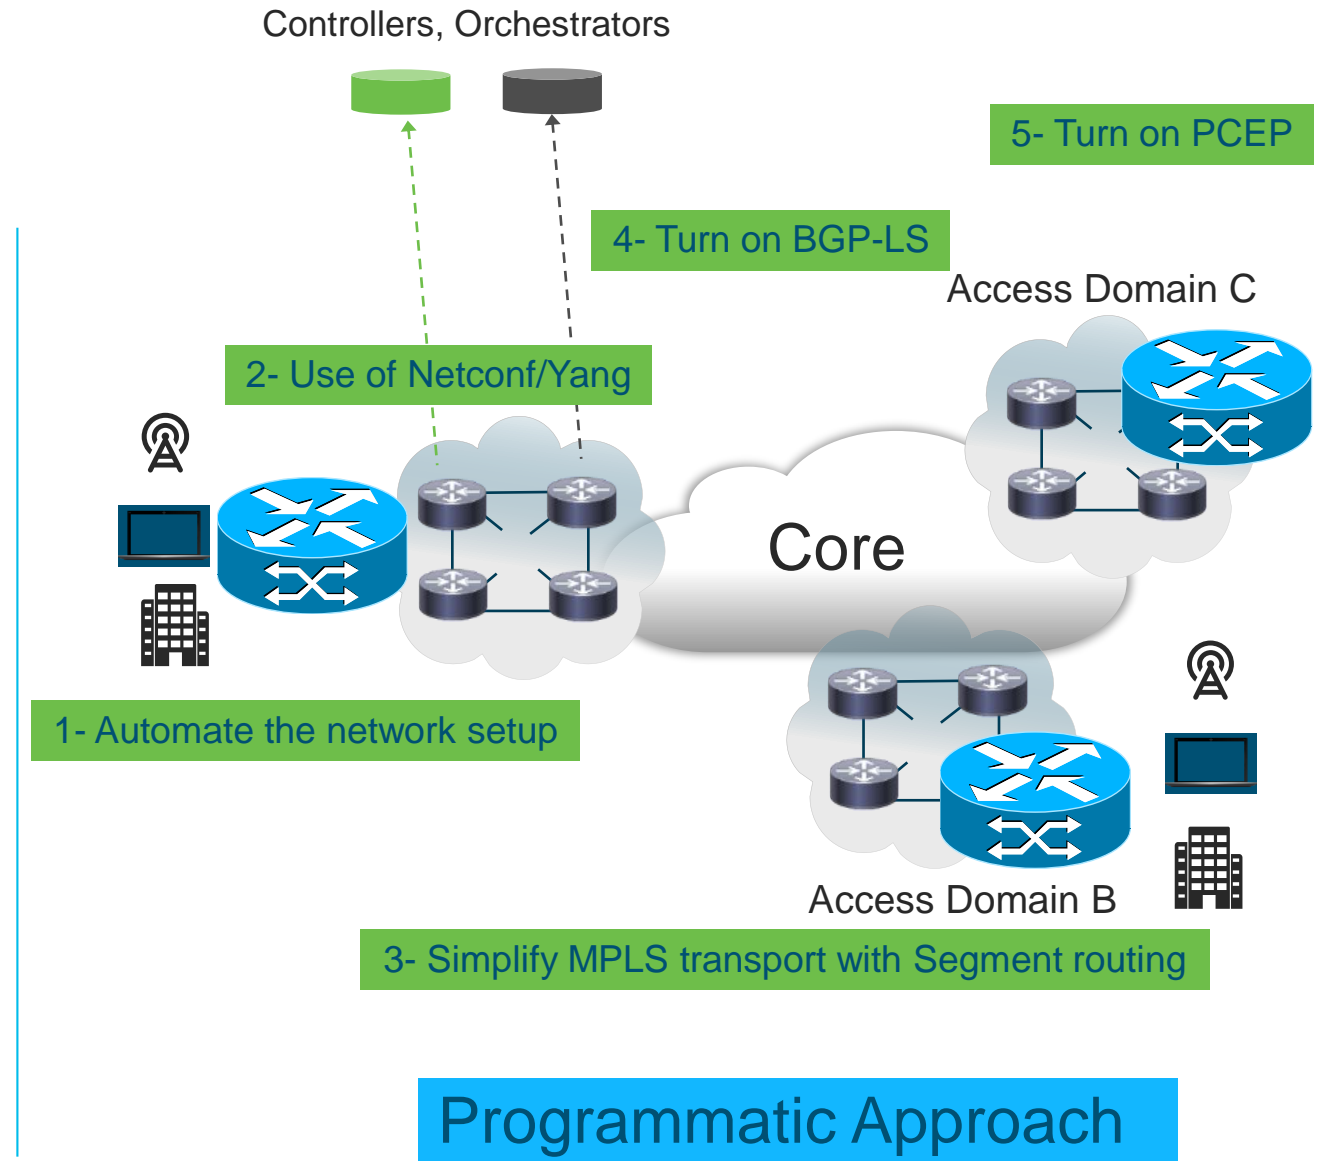 Controllers, Orchestrators
5- Turn on PCEP
4- Turn on BGP-LS
Access Domain C
2- Use of Netconf/Yang
Core
1- Automate the network setup
Access Domain B
3- Simplify MPLS transport with Segment routing
Programmatic Approach